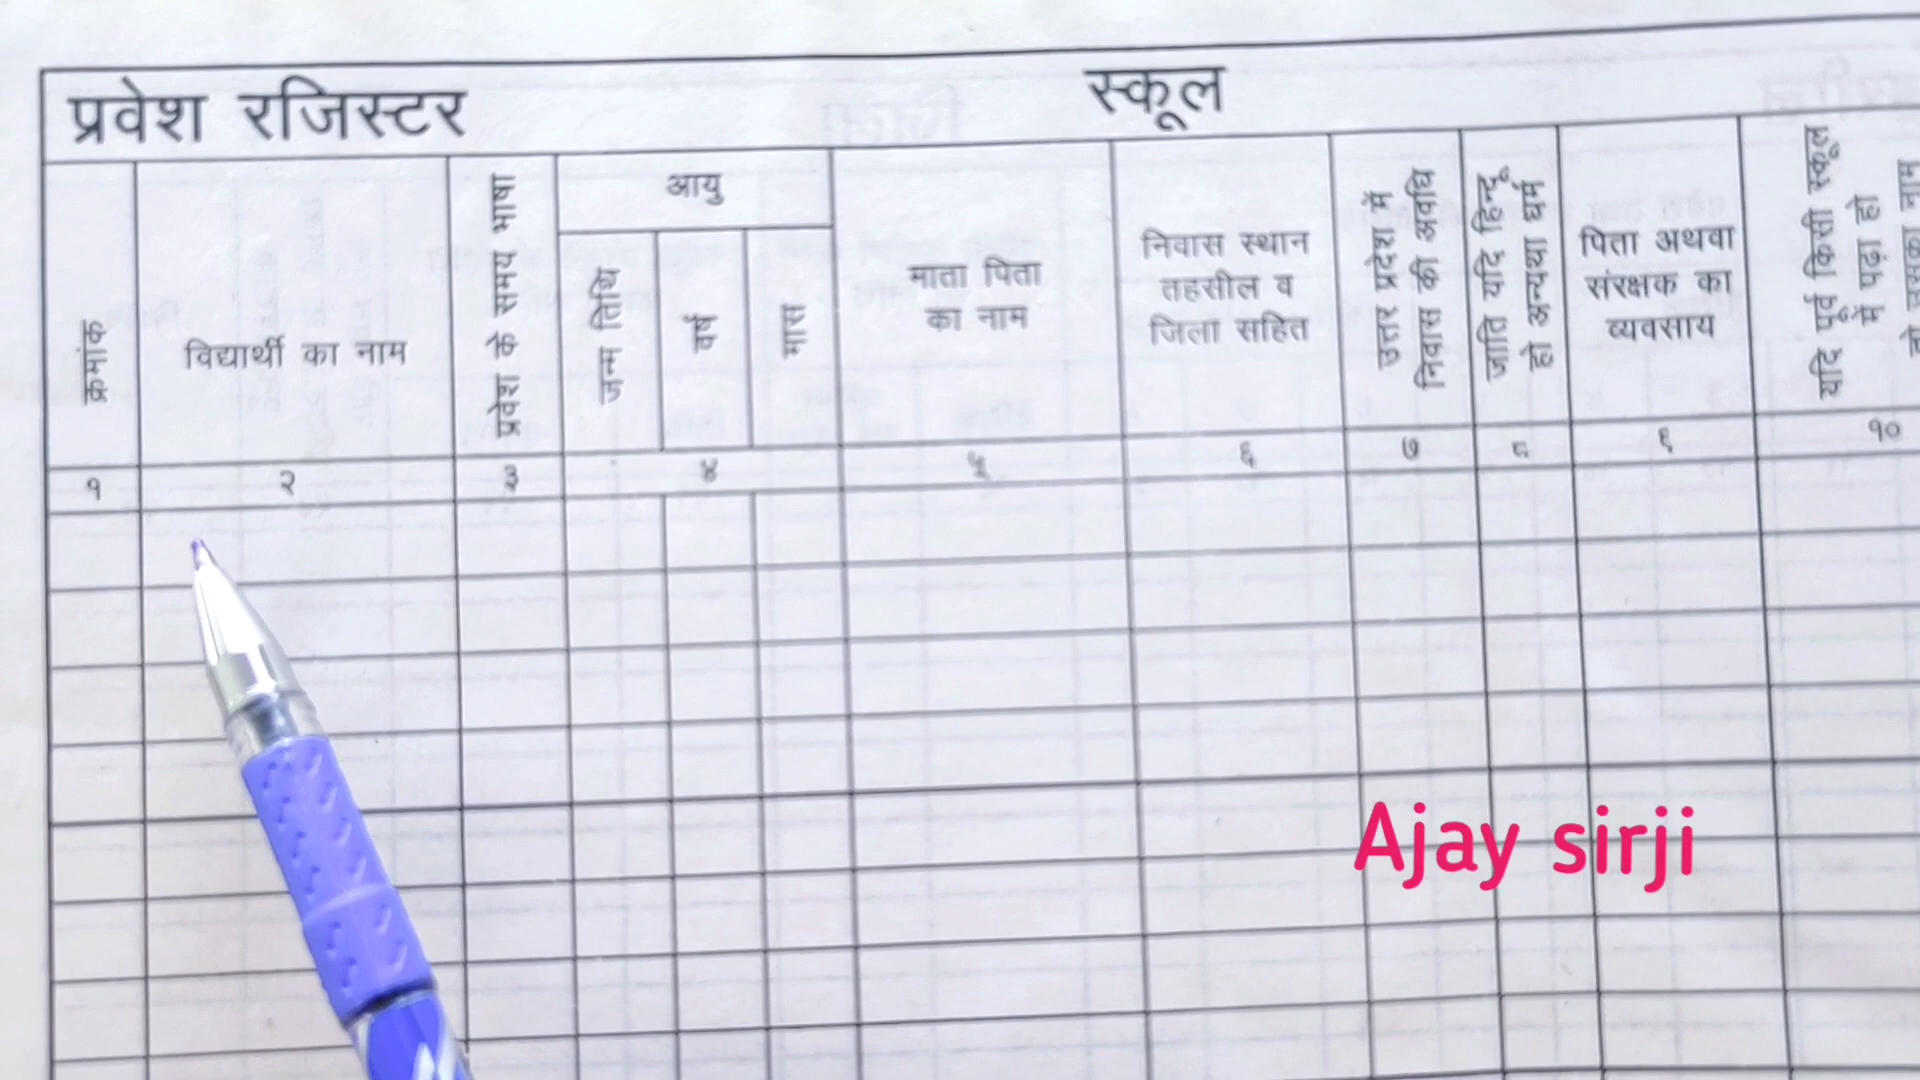 प्रवेश रजिस्टर स्कूल
क्रमांक
विद्यार्थी का नाम
प्रवेश के समय भाषा
आयु
जन्म तिथि
वर्ष
मास
माता पिता
का नाम
निवास स्थान
तहसील व
जिला सहित
उत्तर प्रदेश में
निवास की अवधि
जाति यदि हिन्दू
हो अन्यथा धर्म
पिता अथवा
संरक्षक का
व्यवसाय
यदि पूर्व किसी स्कूल
में पढ़ा हो
तो उसका नाम
१ २ ३ ४ ५ ६ ७ ८ ९ १०
Ajay sirji